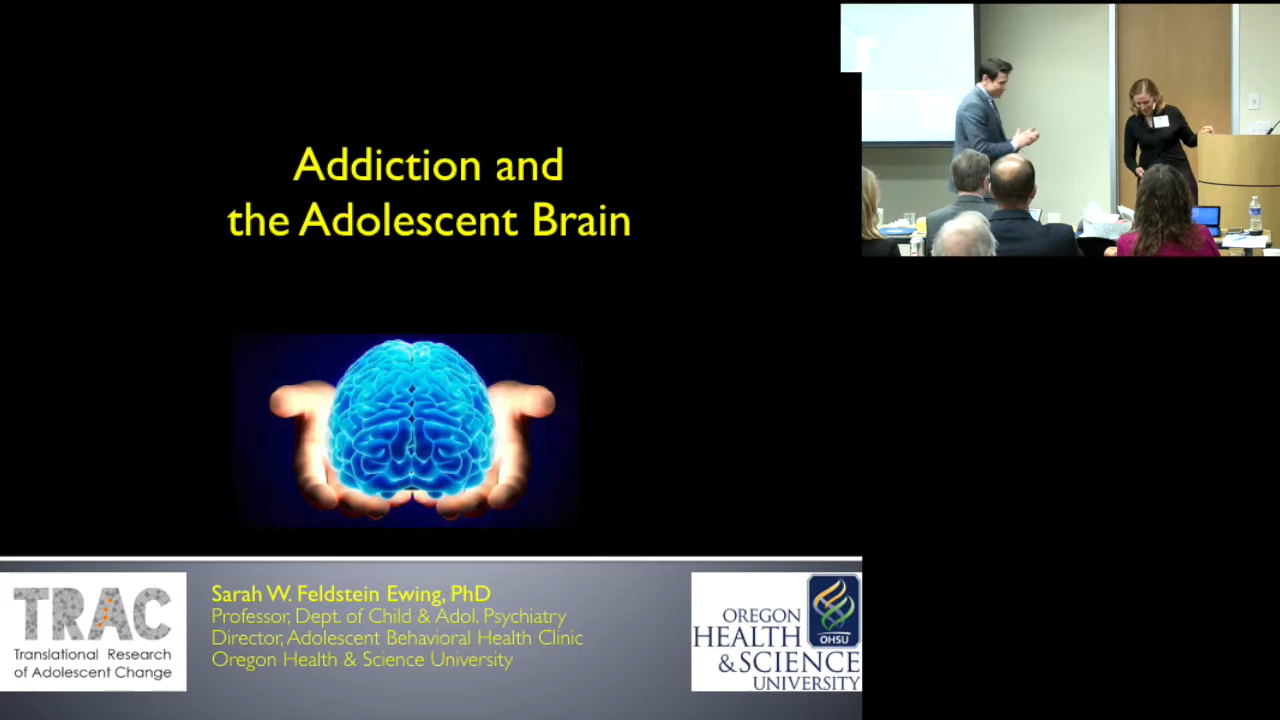 Addiction and
the Adolescent Brain
TRAC
Translational Research
of Adolescent Change
Sarah W. Feldstein Ewing, PhD
Professor, Dept. of Child & Adol. Psychiatry
Director, Adolescent Behavioral Health Clinic
Oregon Health & Science University
OREGON
HEALTH
&SCIENCE
UNIVERSITY
OHSU